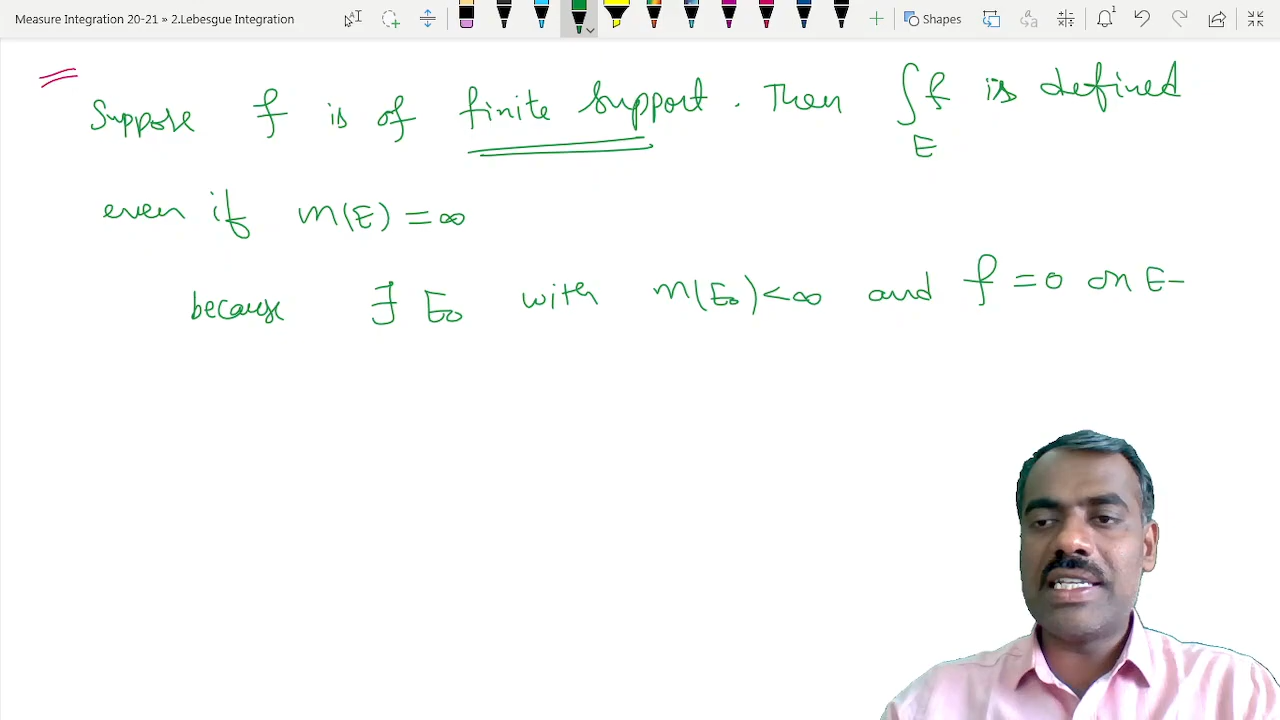 Measure Integration 20-21 » 2.Lebesgue Integration
Shapes
Suppose f is of finite support. Then ∫_E f is defined
even if m(E) = ∞
because ∃ E₀ with m(E₀) < ∞ and f = 0 on E-